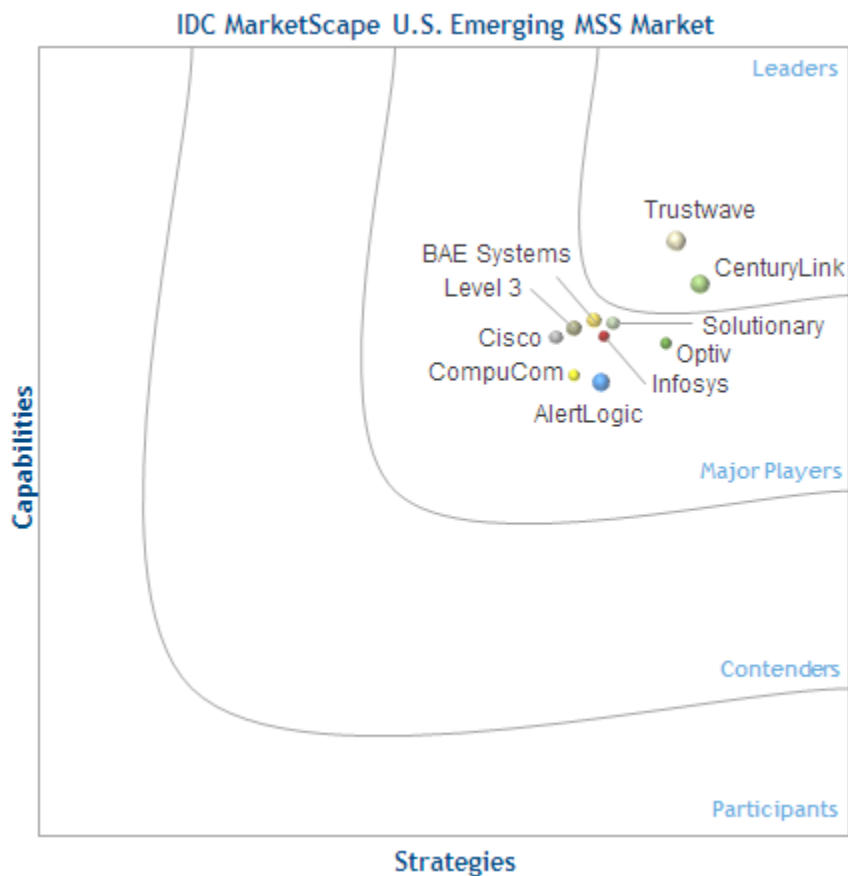 IDC MarketScape U.S. Emerging MSS Market
Leaders
Trustwave
BAE Systems
CenturyLink
Level 3
Solutionary
Cisco
Optiv
CompuCom
Infosys
AlertLogic
Major Players
Capabilities
Contenders
Participants
Strategies